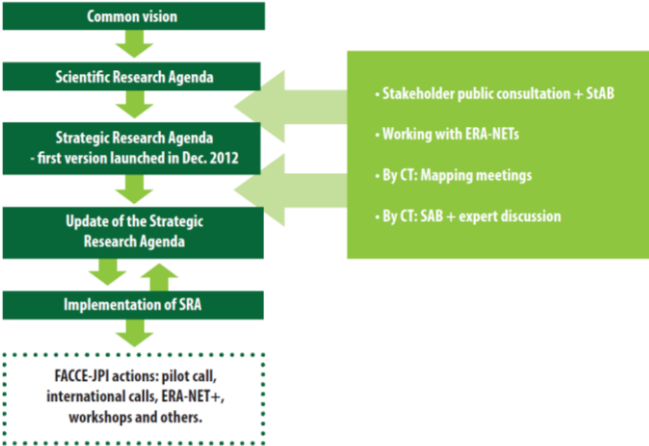 Common vision
Scientific Research Agenda
Strategic Research Agenda
- first version launched in Dec. 2012
Update of the Strategic
Research Agenda
Implementation of SRA
FACCE-JPI actions: pilot call,
international calls, ERA-NET+,
workshops and others.
• Stakeholder public consultation + StAB
• Working with ERA-NETs
• By CT: Mapping meetings
• By CT: SAB + expert discussion